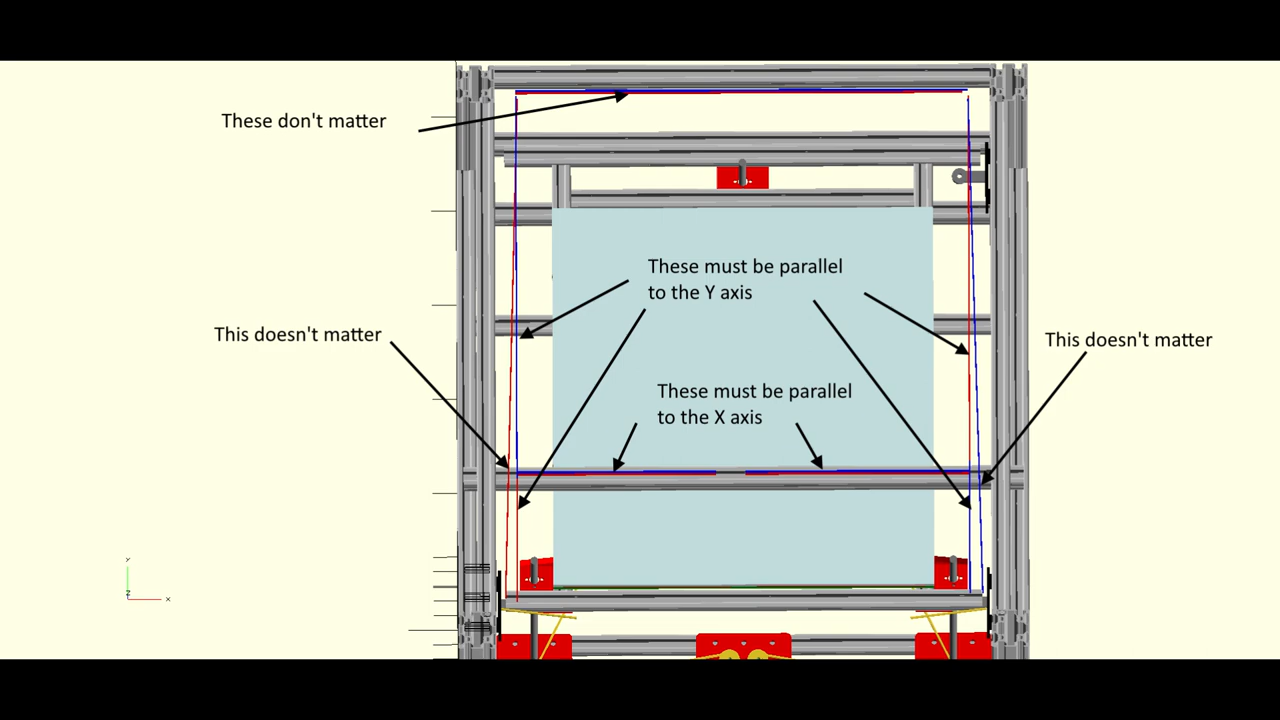 These don't matter
These must be parallel
to the Y axis
This doesn't matter
This doesn't matter
These must be parallel
to the X axis
Y
Z
X